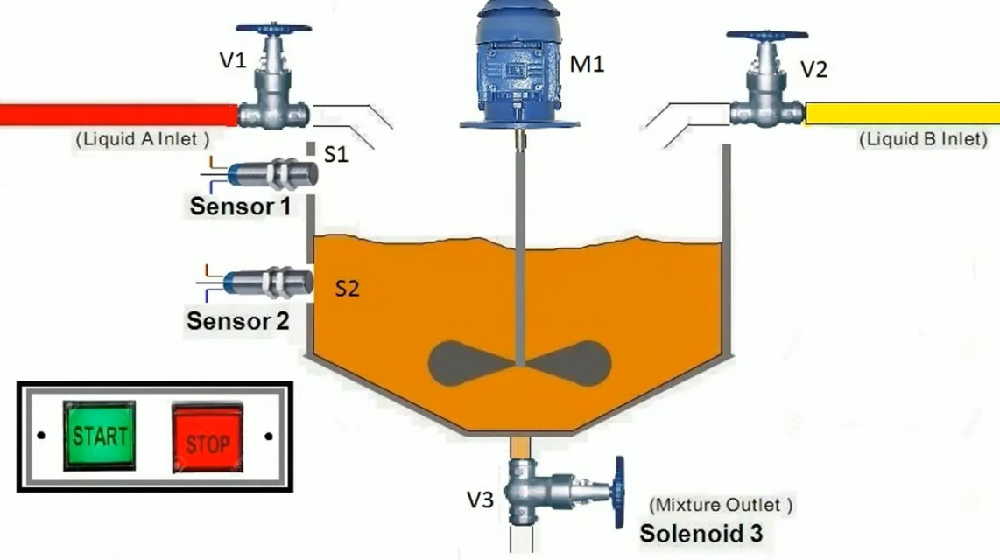 V1
M1
V2
(Liquid A Inlet )
(Liquid B Inlet)
S1
Sensor 1
S2
Sensor 2
START
STOP
V3
(Mixture Outlet )
Solenoid 3